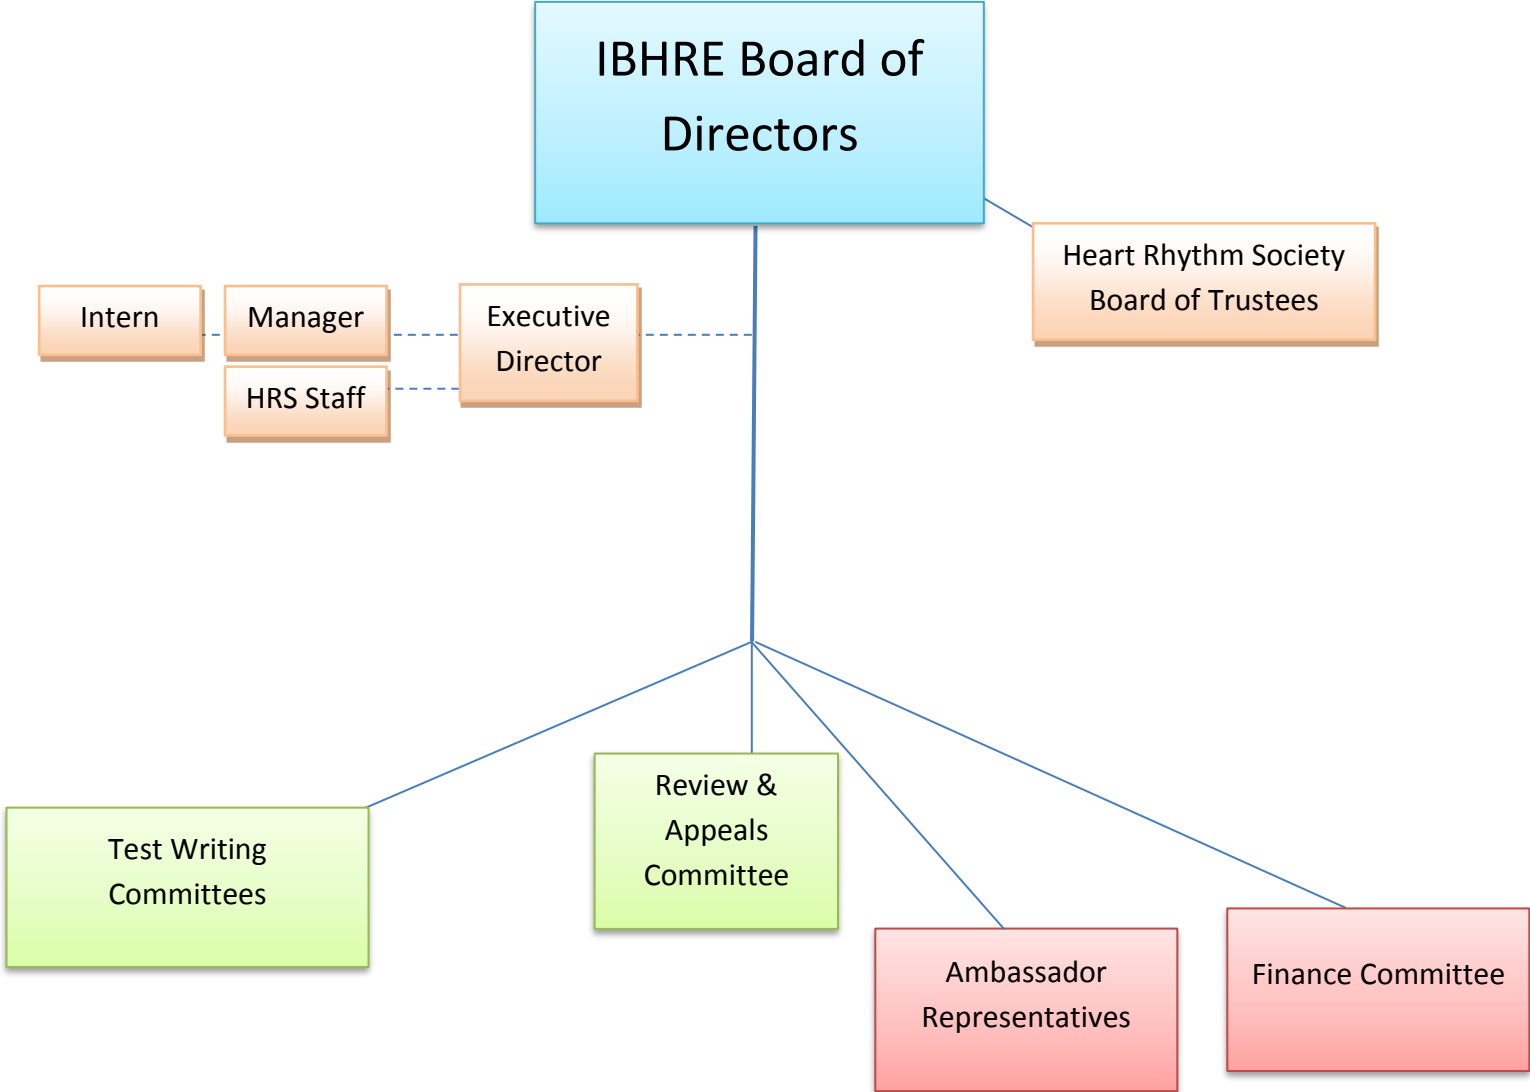 IBHRE Board of
Directors
Heart Rhythm Society
Board of Trustees
Intern
Manager
Executive
Director
HRS Staff
Review &
Appeals
Committee
Test Writing
Committees
Ambassador
Representatives
Finance Committee